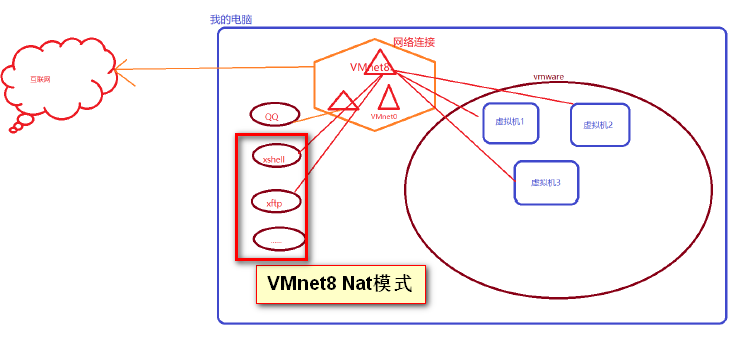 我的电脑
网络连接
互联网
VMnet8
vmware
QQ
VMnet0
虚拟机1
虚拟机2
xshell
虚拟机3
xftp
......
VMnet8 Nat模式